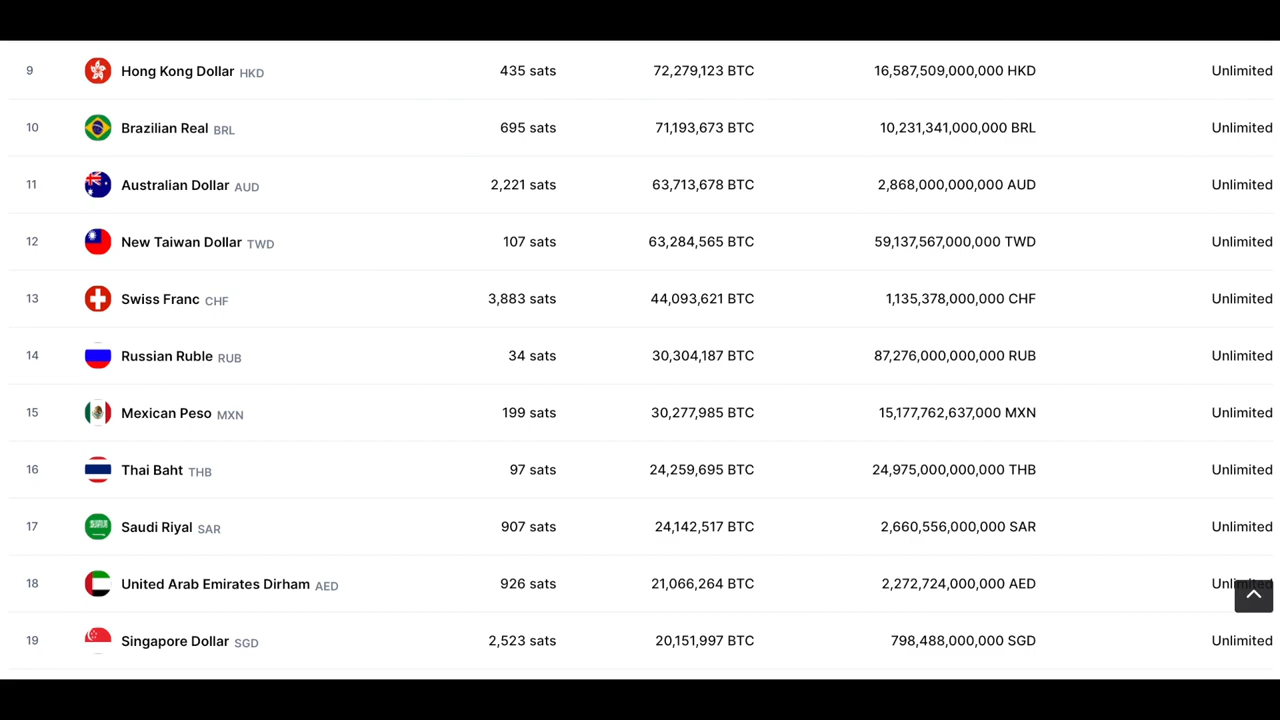 9 Hong Kong Dollar HKD 435 sats 72,279,123 BTC 16,587,509,000,000 HKD Unlimited
10 Brazilian Real BRL 695 sats 71,193,673 BTC 10,231,341,000,000 BRL Unlimited
11 Australian Dollar AUD 2,221 sats 63,713,678 BTC 2,868,000,000,000 AUD Unlimited
12 New Taiwan Dollar TWD 107 sats 63,284,565 BTC 59,137,567,000,000 TWD Unlimited
13 Swiss Franc CHF 3,883 sats 44,093,621 BTC 1,135,378,000,000 CHF Unlimited
14 Russian Ruble RUB 34 sats 30,304,187 BTC 87,276,000,000,000 RUB Unlimited
15 Mexican Peso MXN 199 sats 30,277,985 BTC 15,177,762,637,000 MXN Unlimited
16 Thai Baht THB 97 sats 24,259,695 BTC 24,975,000,000,000 THB Unlimited
17 Saudi Riyal SAR 907 sats 24,142,517 BTC 2,660,556,000,000 SAR Unlimited
18 United Arab Emirates Dirham AED 926 sats 21,066,264 BTC 2,272,724,000,000 AED Unlimited
19 Singapore Dollar SGD 2,523 sats 20,151,997 BTC 798,488,000,000 SGD Unlimited